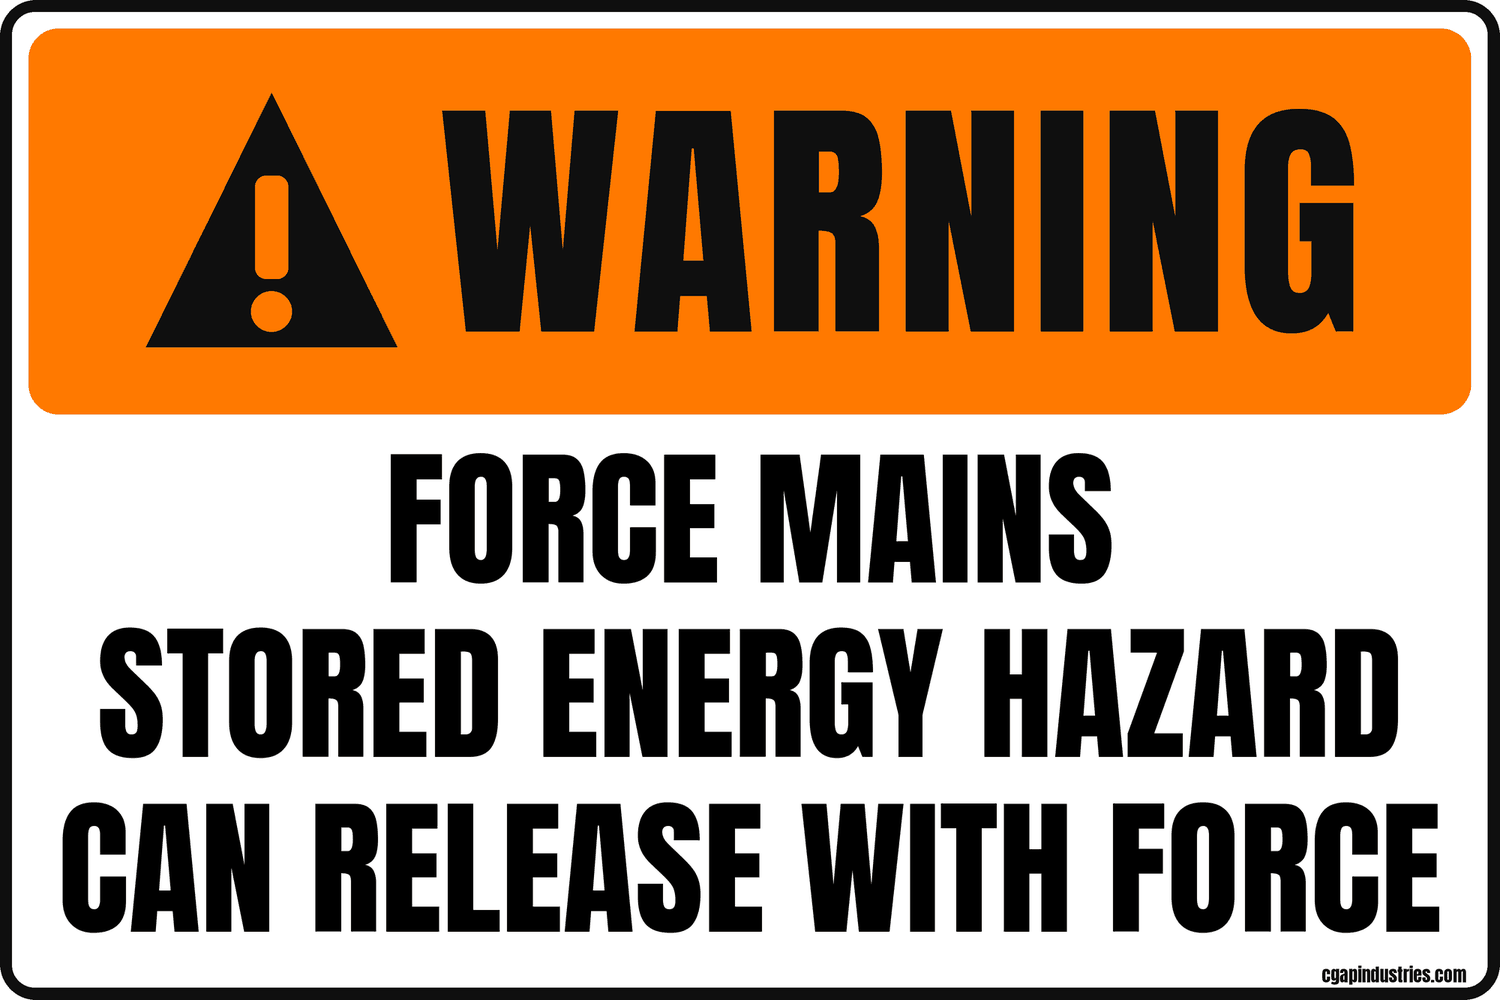 WARNING
FORCE MAINS
STORED ENERGY HAZARD
CAN RELEASE WITH FORCE
cgapindustries.com